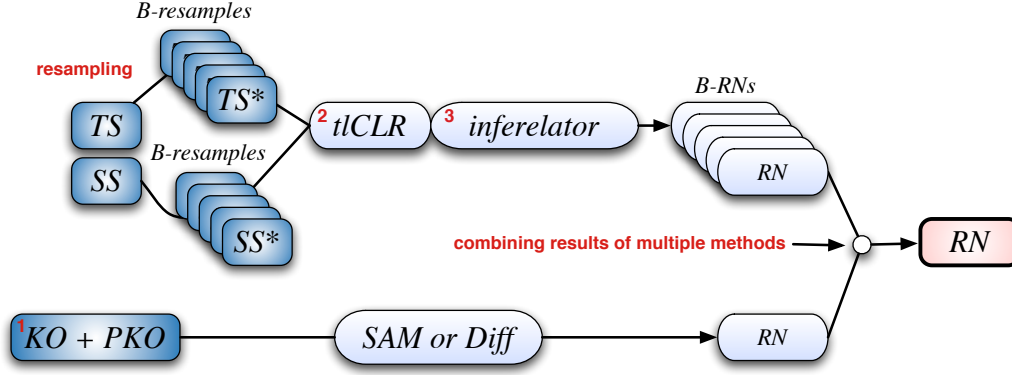 B-resamples
resampling
TS*
TS
B-resamples
SS
SS*
2 tlCLR
3 inferelator
B-RNs
RN
combining results of multiple methods
RN
1 KO + PKO
SAM or Diff
RN